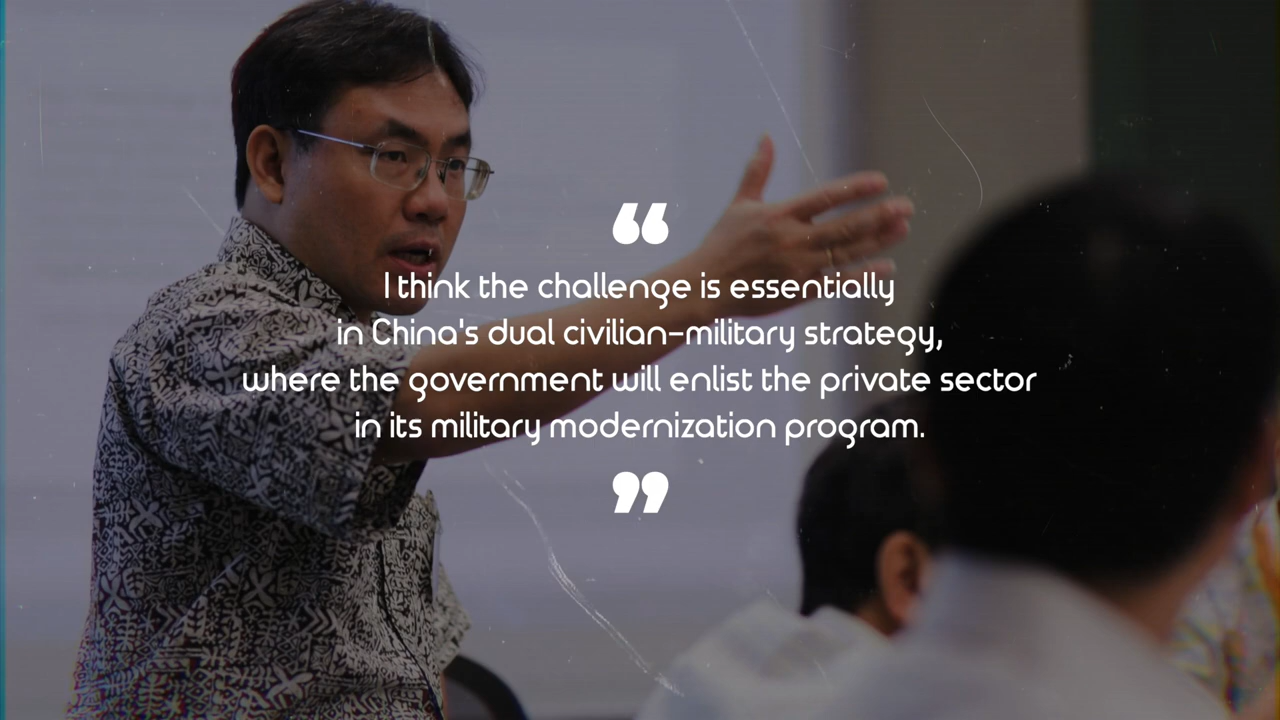 “
I think the challenge is essentially
in China's dual civilian-military strategy,
where the government will enlist the private sector
in its military modernization program.
”